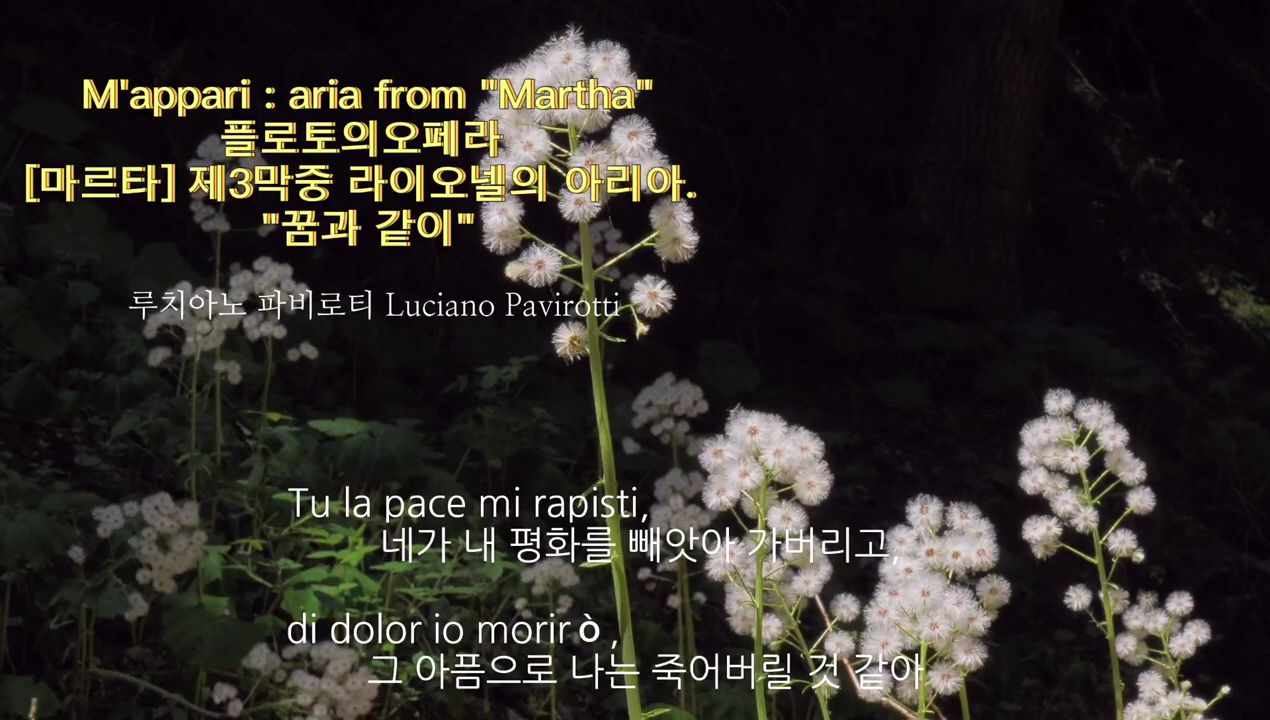 M'appari : aria from "Martha"
플로토의오페라
[마르타] 제3막중 라이오넬의 아리아.
"꿈과 같이"
루치아노 파비로티 Luciano Pavirotti
Tu la pace mi rapisti,
네가 내 평화를 빼앗아 가버리고,
di dolor io morirò ,
그 아픔으로 나는 죽어버릴 것 같아